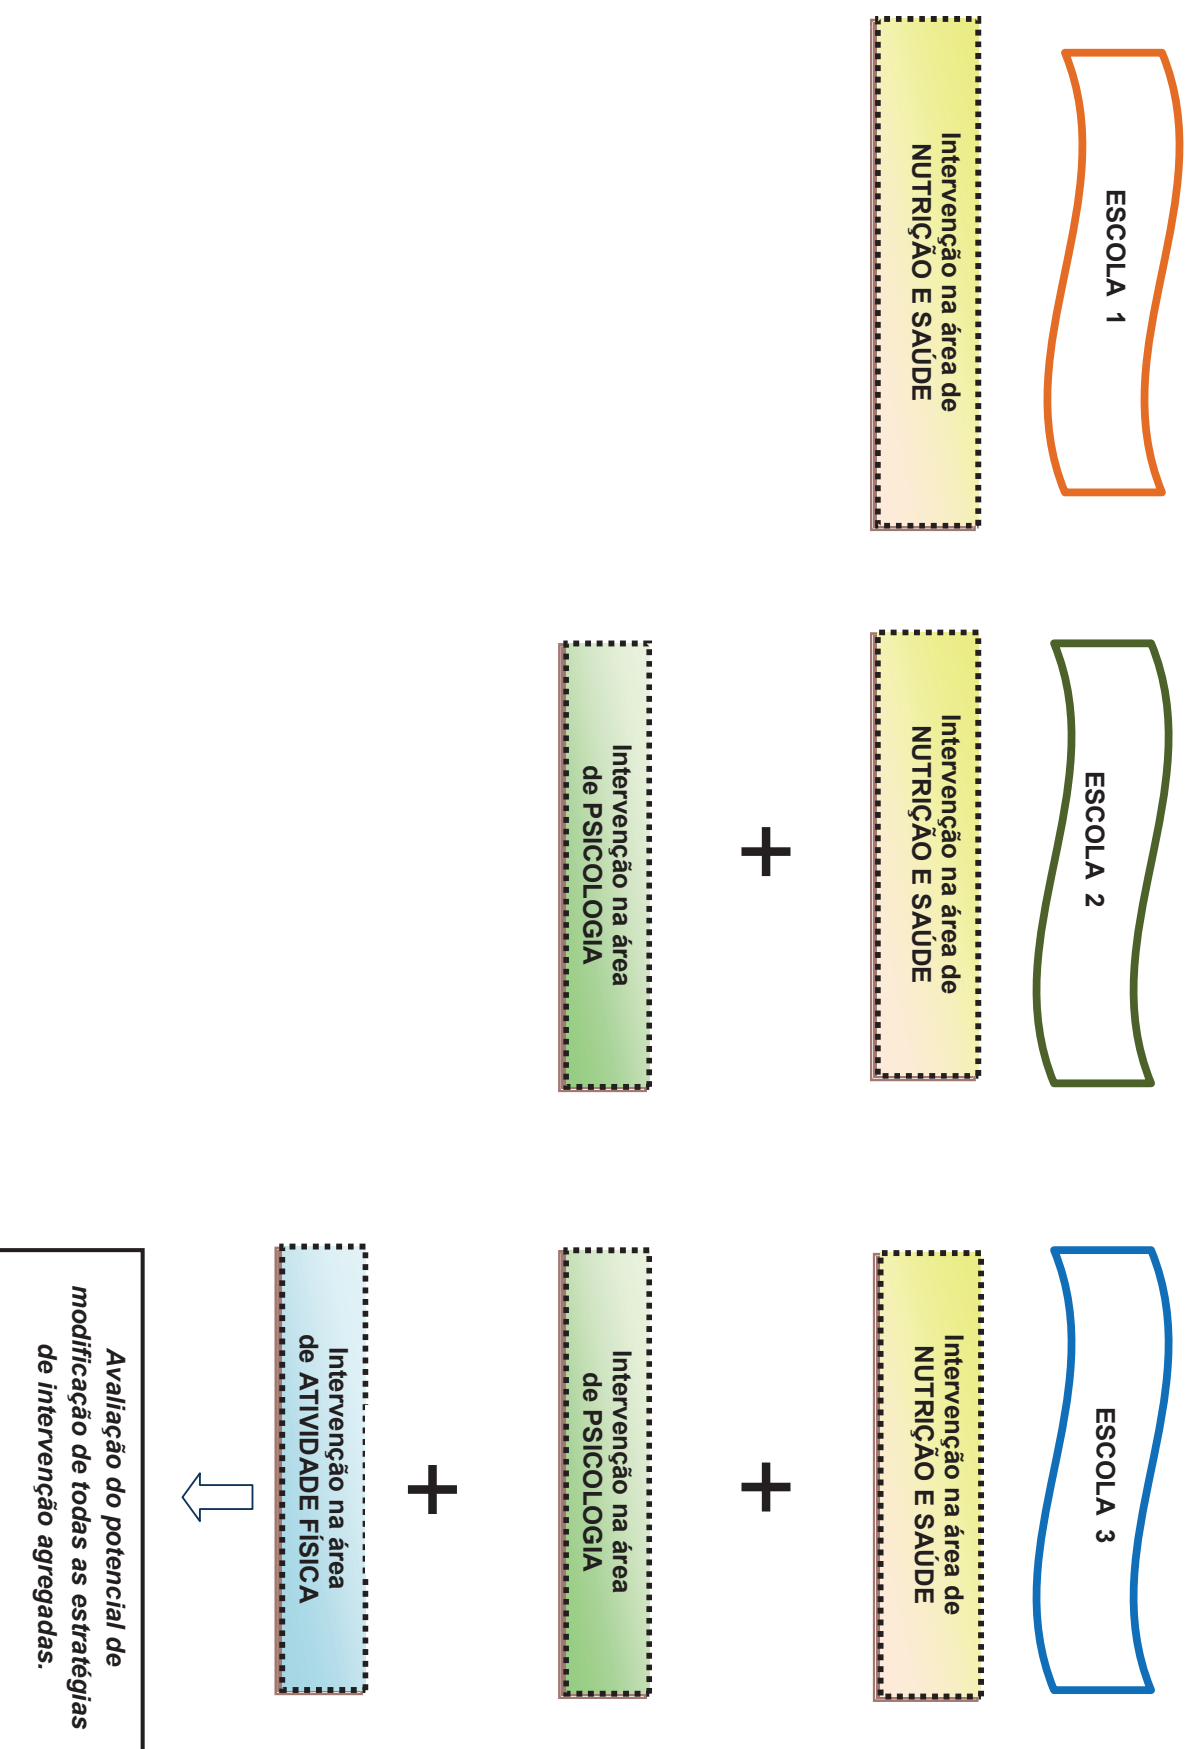 ESCOLA 1
ESCOLA 2
ESCOLA 3
Intervenção na área de
NUTRIÇÃO E SAÚDE
Intervenção na área de
NUTRIÇÃO E SAÚDE
Intervenção na área de
NUTRIÇÃO E SAÚDE
+
+
Intervenção na área
de PSICOLOGIA
Intervenção na área
de PSICOLOGIA
+
Intervenção na área
de ATIVIDADE FÍSICA
Avaliação do potencial de
modificação de todas as estratégias
de intervenção agregadas.